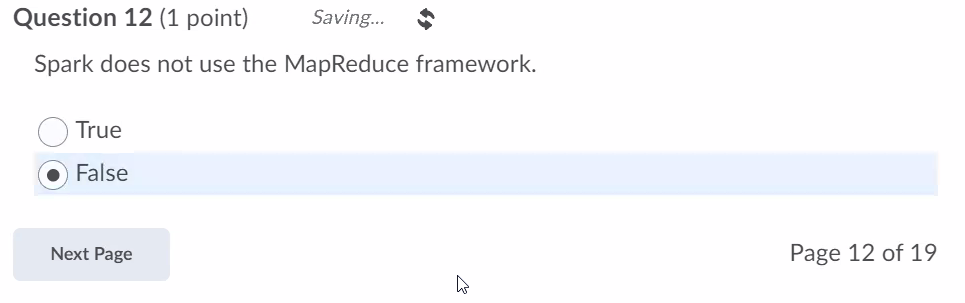 Question 12 (1 point) Saving...
Spark does not use the MapReduce framework.
True
False
Next Page Page 12 of 19